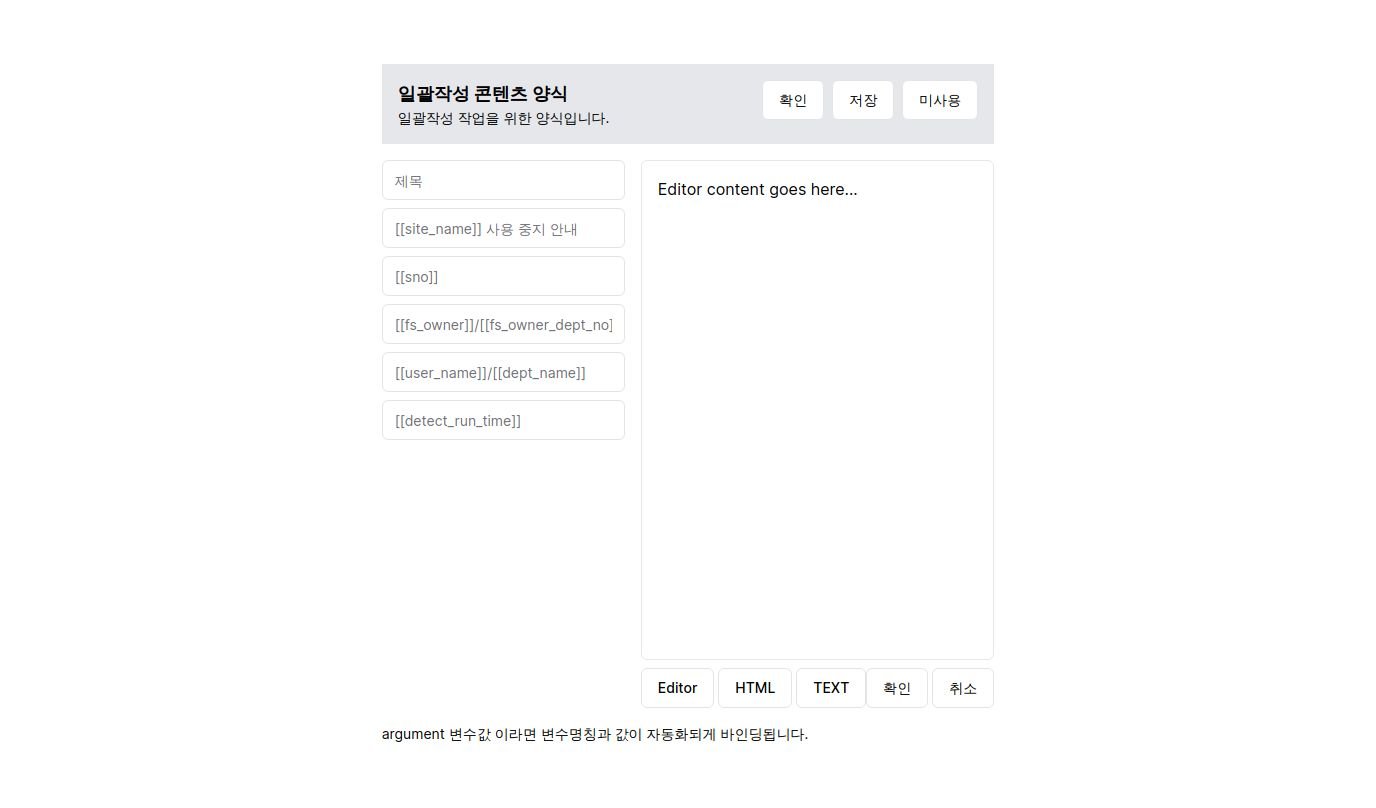 일괄작성 콘텐츠 양식
일괄작성 작업을 위한 양식입니다.
확인 저장 미사용
제목
[[site_name]] 사용 중지 안내
[[sno]]
[[fs_owner]]/[[fs_owner_dept_no]
[[user_name]]/[[dept_name]]
[[detect_run_time]]
Editor content goes here...
Editor HTML TEXT 확인 취소
argument 변수값 이라면 변수명칭과 값이 자동화되게 바인딩됩니다.